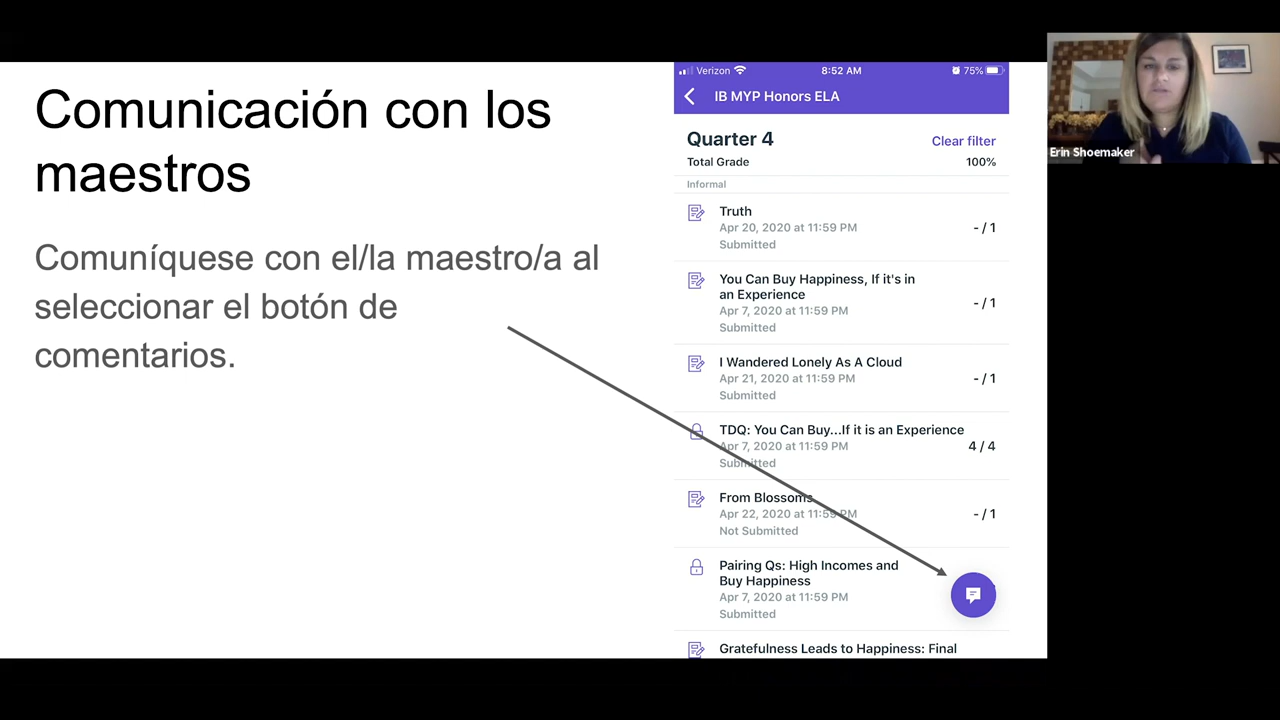 Comunicación con los
maestros
Comuníquese con el/la maestro/a al
seleccionar el botón de
comentarios.
Verizon 8:52 AM 75%
IB MYP Honors ELA
Quarter 4 Clear filter
Total Grade 100%
Informal
Truth
Apr 20, 2020 at 11:59 PM
- / 1
Submitted
You Can Buy Happiness, If it's in
an Experience
- / 1
Apr 7, 2020 at 11:59 PM
Submitted
I Wandered Lonely As A Cloud
Apr 21, 2020 at 11:59 PM
- / 1
Submitted
TDQ: You Can Buy...If it is an Experience
Apr 7, 2020 at 11:59 PM
4 / 4
Submitted
From Blossoms
Apr 22, 2020 at 11:59 PM
- / 1
Not Submitted
Pairing Qs: High Incomes and
Buy Happiness
Apr 7, 2020 at 11:59 PM
Submitted
Gratefulness Leads to Happiness: Final
Erin Shoemaker